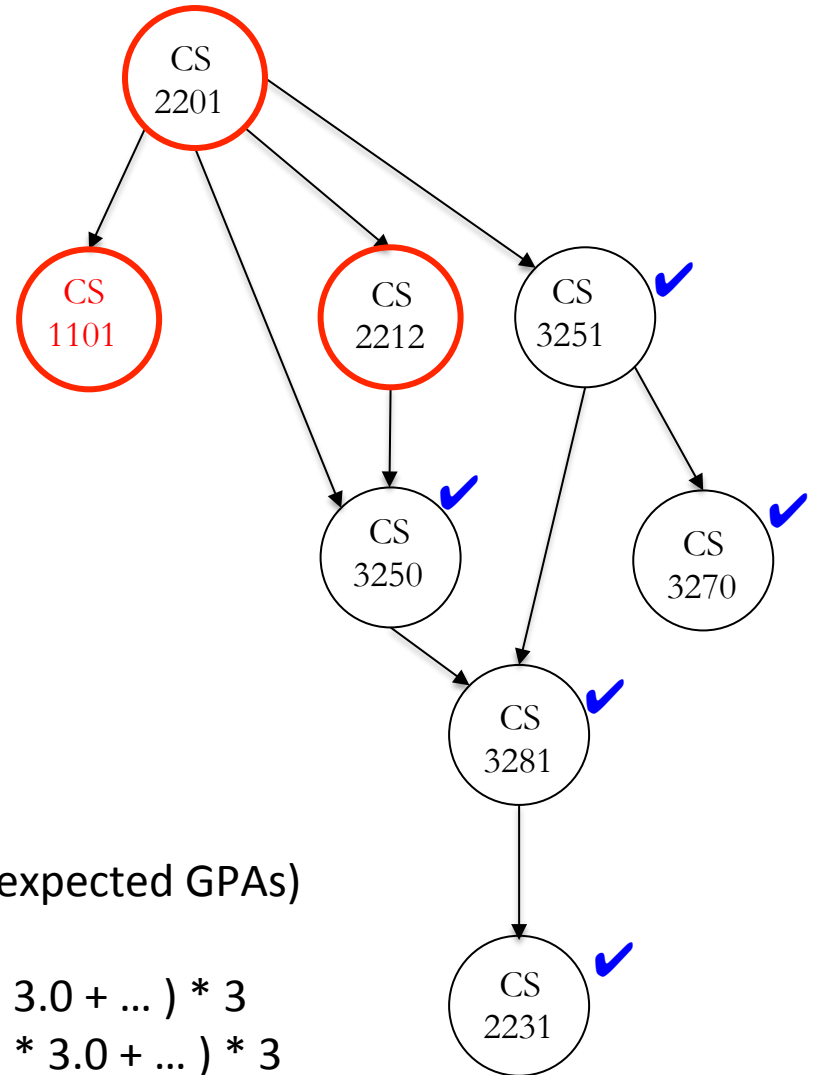 CS
2201
CS
1101
CS
2212
CS
3251
CS
3250
CS
3270
CS
3281
expected GPAs)
CS
2231
3.0 + … ) * 3
* 3.0 + … ) * 3